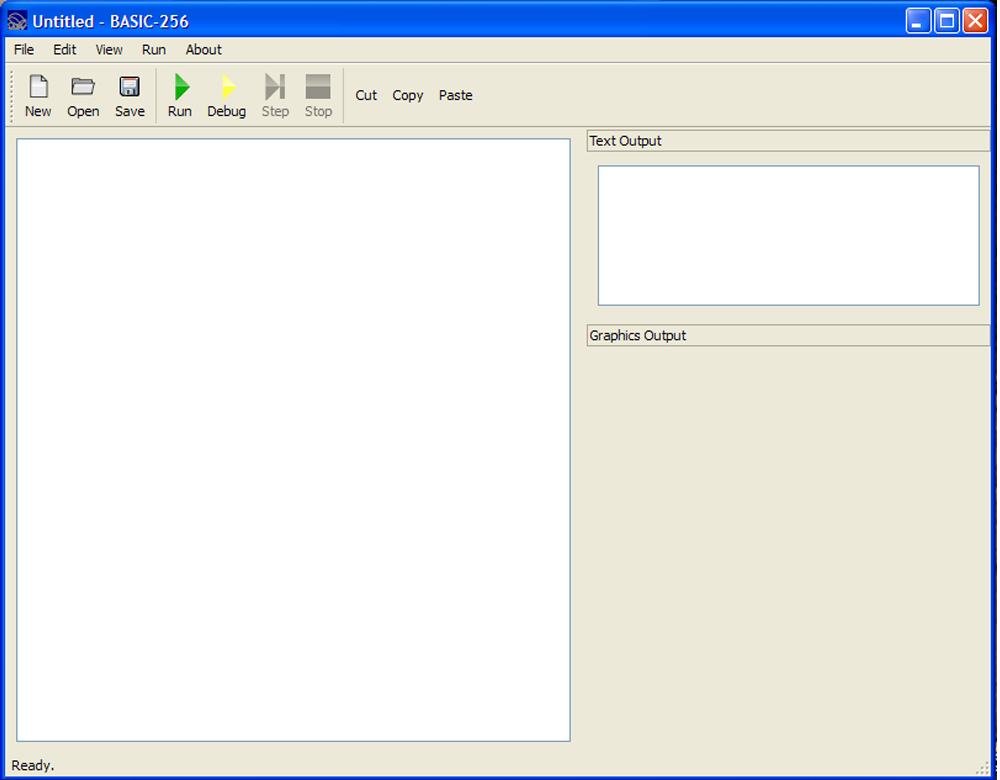 Untitled - BASIC-256
File Edit View Run About
New Open Save Run Debug Step Stop Cut Copy Paste
Text Output
Graphics Output
Ready.